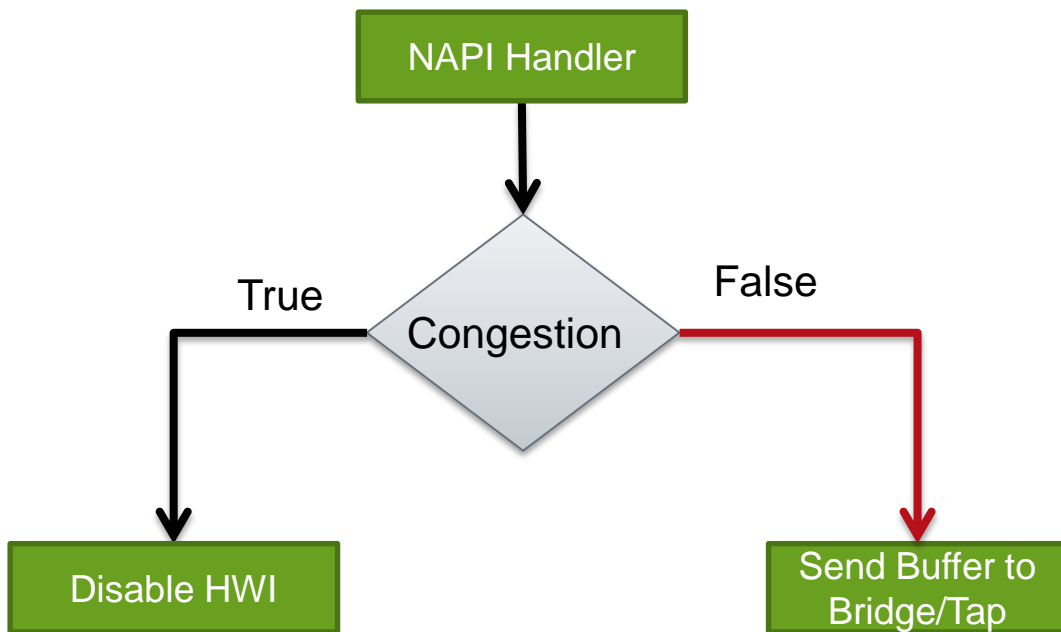 NAPI Handler
True
False
Congestion
Disable HWI
Send Buffer to
Bridge/Tap